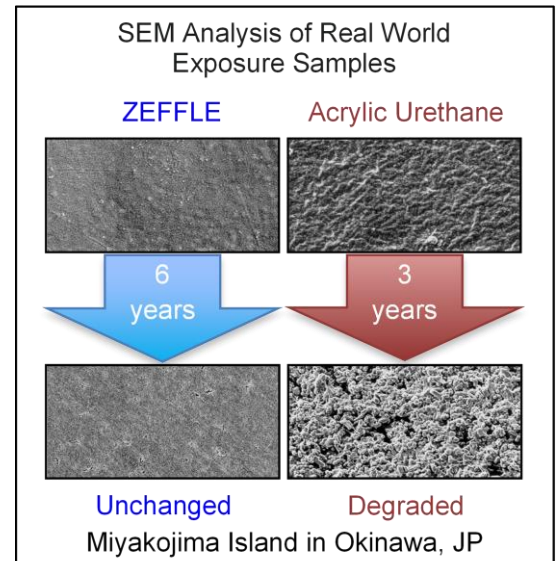 SEM Analysis of Real World
Exposure Samples
ZEFFLE
Acrylic Urethane
6
years
3
years
Unchanged
Degraded
Miyakojima Island in Okinawa, JP